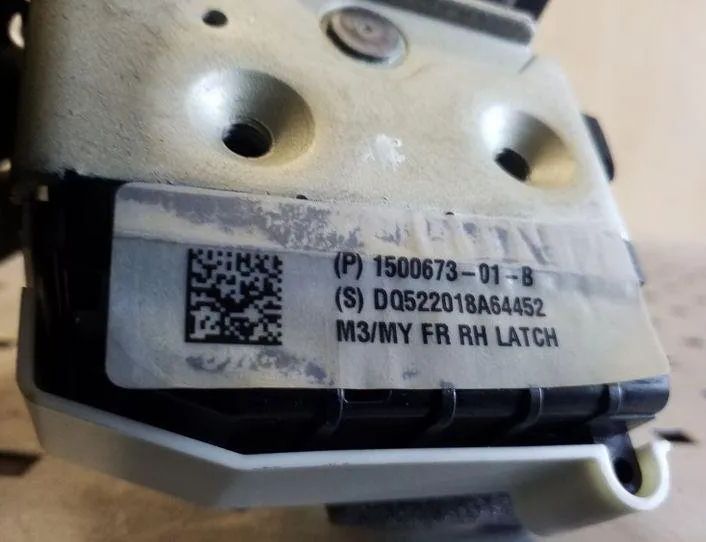 (P) 1500673-01-B
(S) DQ522018A64452
M3/MY FR RH LATCH